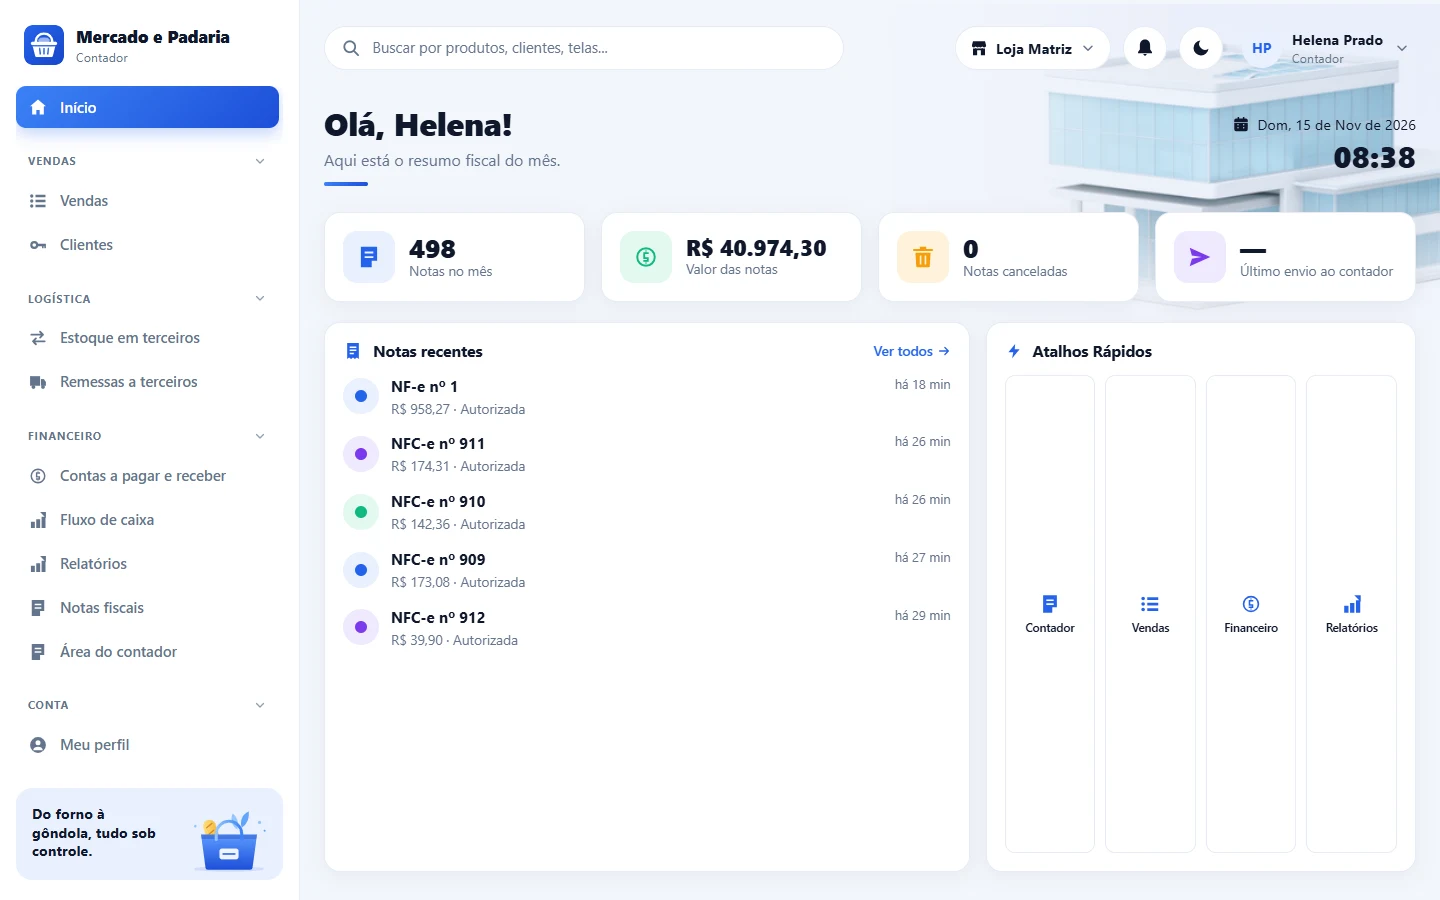 Mercado e Padaria
Contador
Início
VENDAS
Vendas
Clientes
LOGÍSTICA
Estoque em terceiros
Remessas a terceiros
FINANCEIRO
Contas a pagar e receber
Fluxo de caixa
Relatórios
Notas fiscais
Área do contador
CONTA
Meu perfil
Do forno à
gôndola, tudo sob
controle.
Buscar por produtos, clientes, telas...
Loja Matriz
HP
Helena Prado
Contador
Olá, Helena!
Aqui está o resumo fiscal do mês.
Dom, 15 de Nov de 2026
08:38
498
Notas no mês
R$ 40.974,30
Valor das notas
0
Notas canceladas
—
Último envio ao contador
Notas recentes
Ver todos →
NF-e nº 1
R$ 958,27 · Autorizada
há 18 min
NFC-e nº 911
R$ 174,31 · Autorizada
há 26 min
NFC-e nº 910
R$ 142,36 · Autorizada
há 26 min
NFC-e nº 909
R$ 173,08 · Autorizada
há 27 min
NFC-e nº 912
R$ 39,90 · Autorizada
há 29 min
Atalhos Rápidos
Contador
Vendas
Financeiro
Relatórios